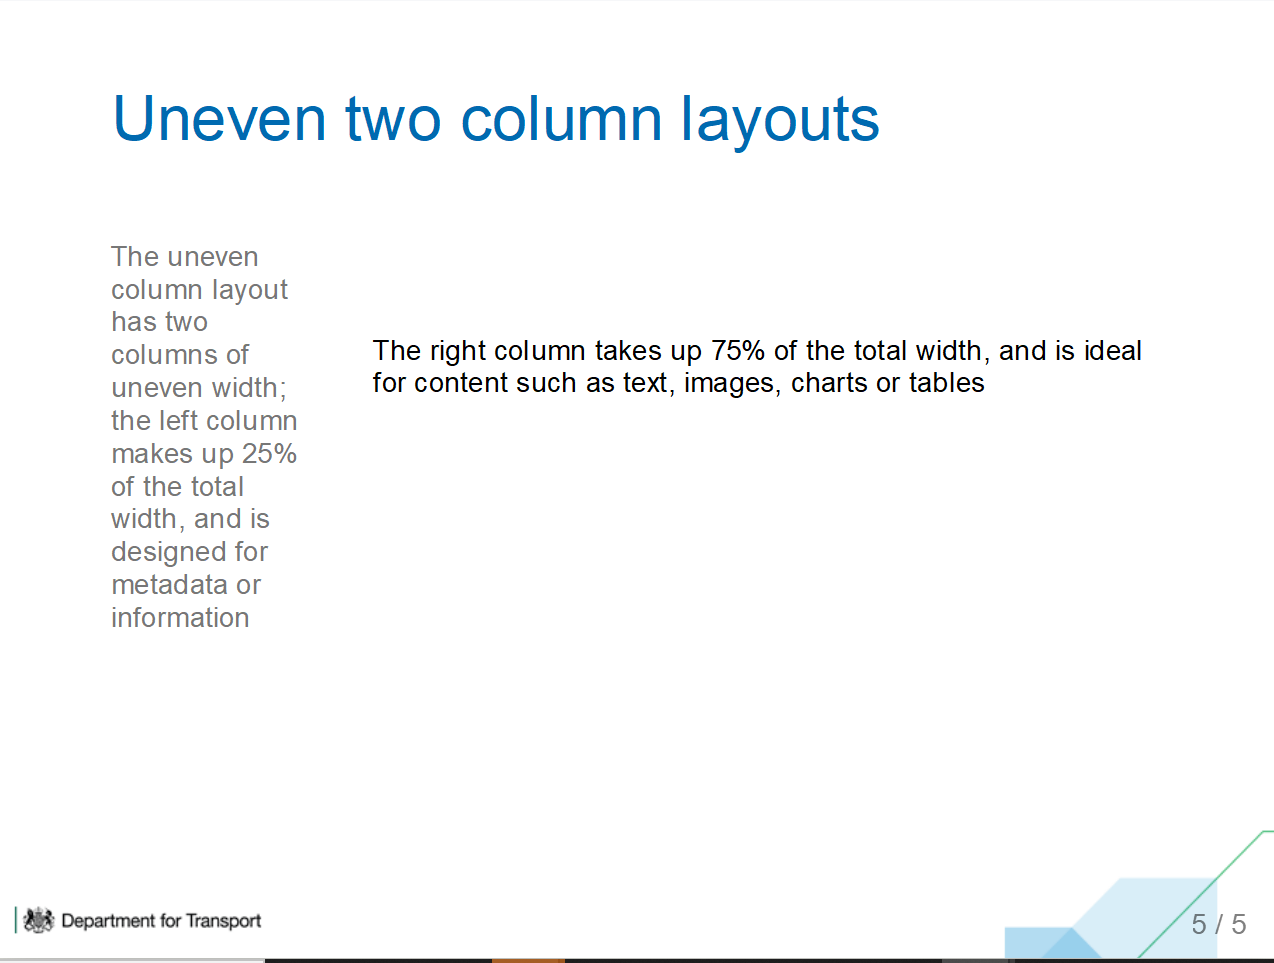 Uneven two column layouts
The uneven
column layout
has two
columns of
uneven width;
the left column
makes up 25%
of the total
width, and is
designed for
metadata or
information
The right column takes up 75% of the total width, and is ideal
for content such as text, images, charts or tables
Department for Transport
5 / 5